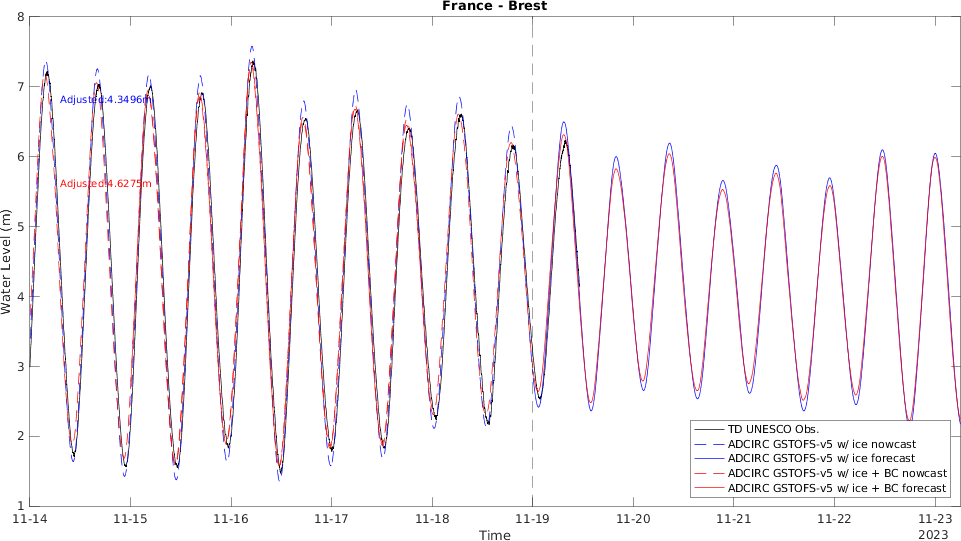 France - Brest
8
7
6
5
4
3
2
1
Water Level (m)
Adjusted:4.3496m
Adjusted:4.6275m
TD UNESCO Obs.
ADCIRC GSTOFS-v5 w/ ice nowcast
ADCIRC GSTOFS-v5 w/ ice forecast
ADCIRC GSTOFS-v5 w/ ice + BC nowcast
ADCIRC GSTOFS-v5 w/ ice + BC forecast
11-14 11-15 11-16 11-17 11-18 11-19 11-20 11-21 11-22 11-23
Time
2023